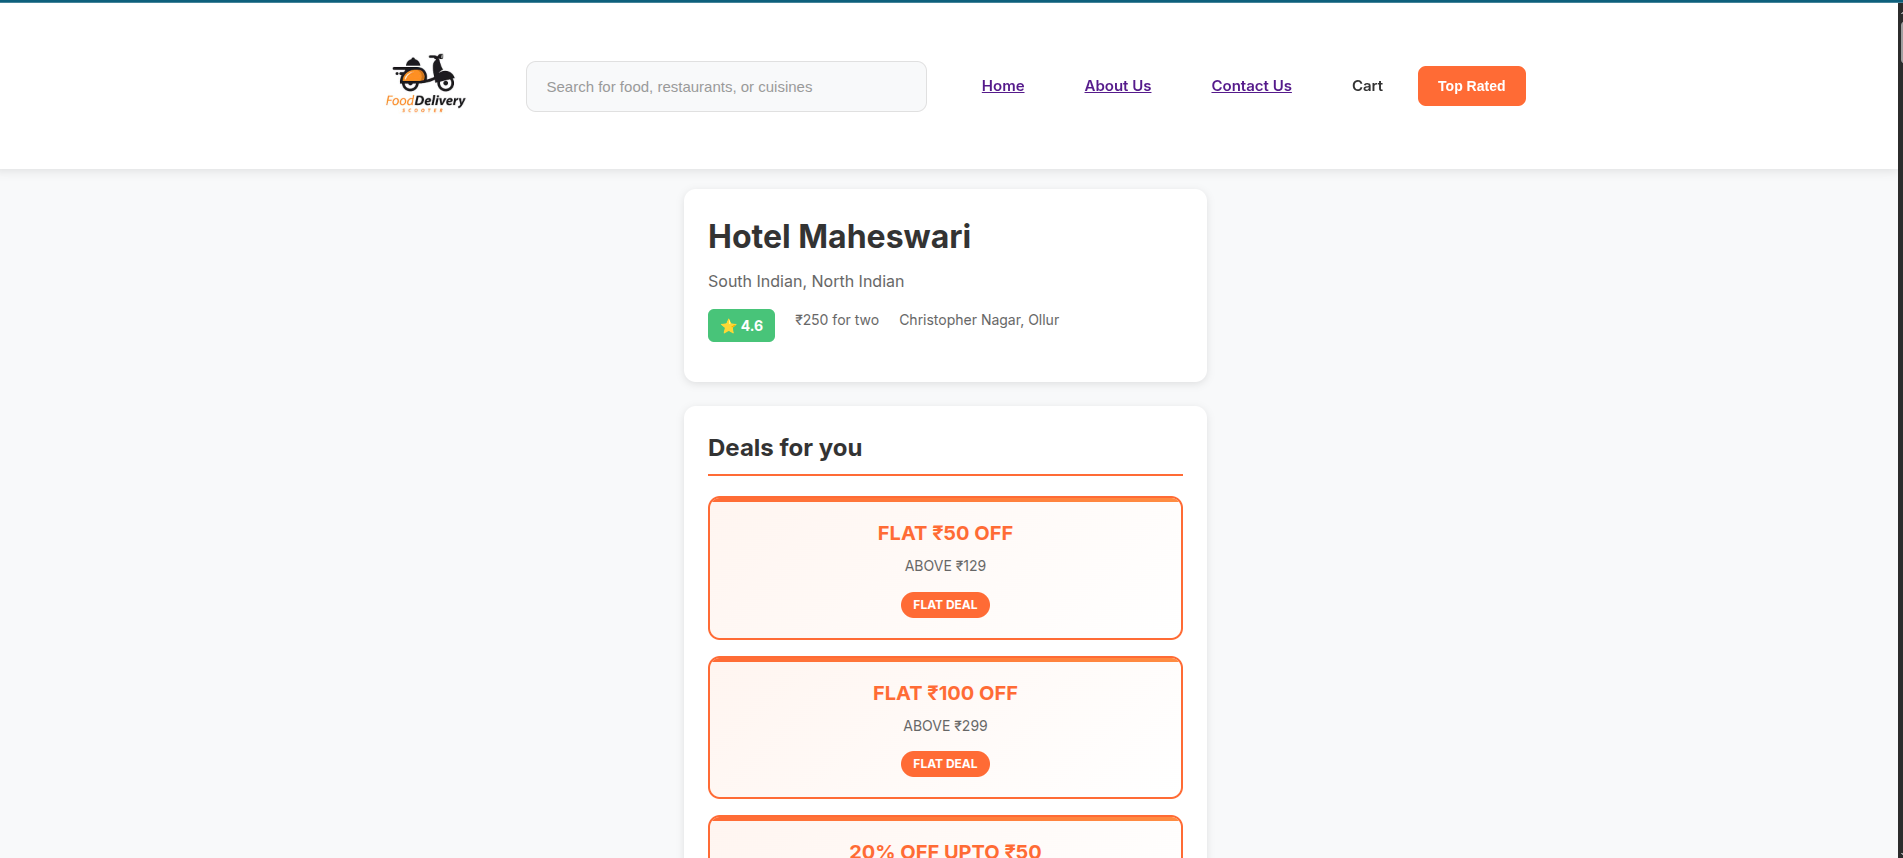 FoodDelivery
SCOOTER
Search for food, restaurants, or cuisines
Home
About Us
Contact Us
Cart
Top Rated
Hotel Maheswari
South Indian, North Indian
⭐ 4.6
₹250 for two
Christopher Nagar, Ollur
Deals for you
FLAT ₹50 OFF
ABOVE ₹129
FLAT DEAL
FLAT ₹100 OFF
ABOVE ₹299
FLAT DEAL
20% OFF UPTO ₹50